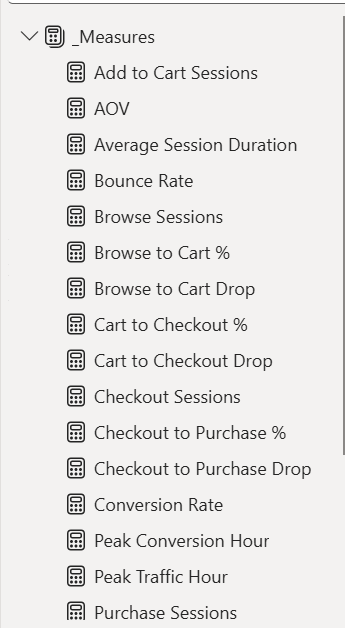 _Measures
Add to Cart Sessions
AOV
Average Session Duration
Bounce Rate
Browse Sessions
Browse to Cart %
Browse to Cart Drop
Cart to Checkout %
Cart to Checkout Drop
Checkout Sessions
Checkout to Purchase %
Checkout to Purchase Drop
Conversion Rate
Peak Conversion Hour
Peak Traffic Hour
Purchase Sessions